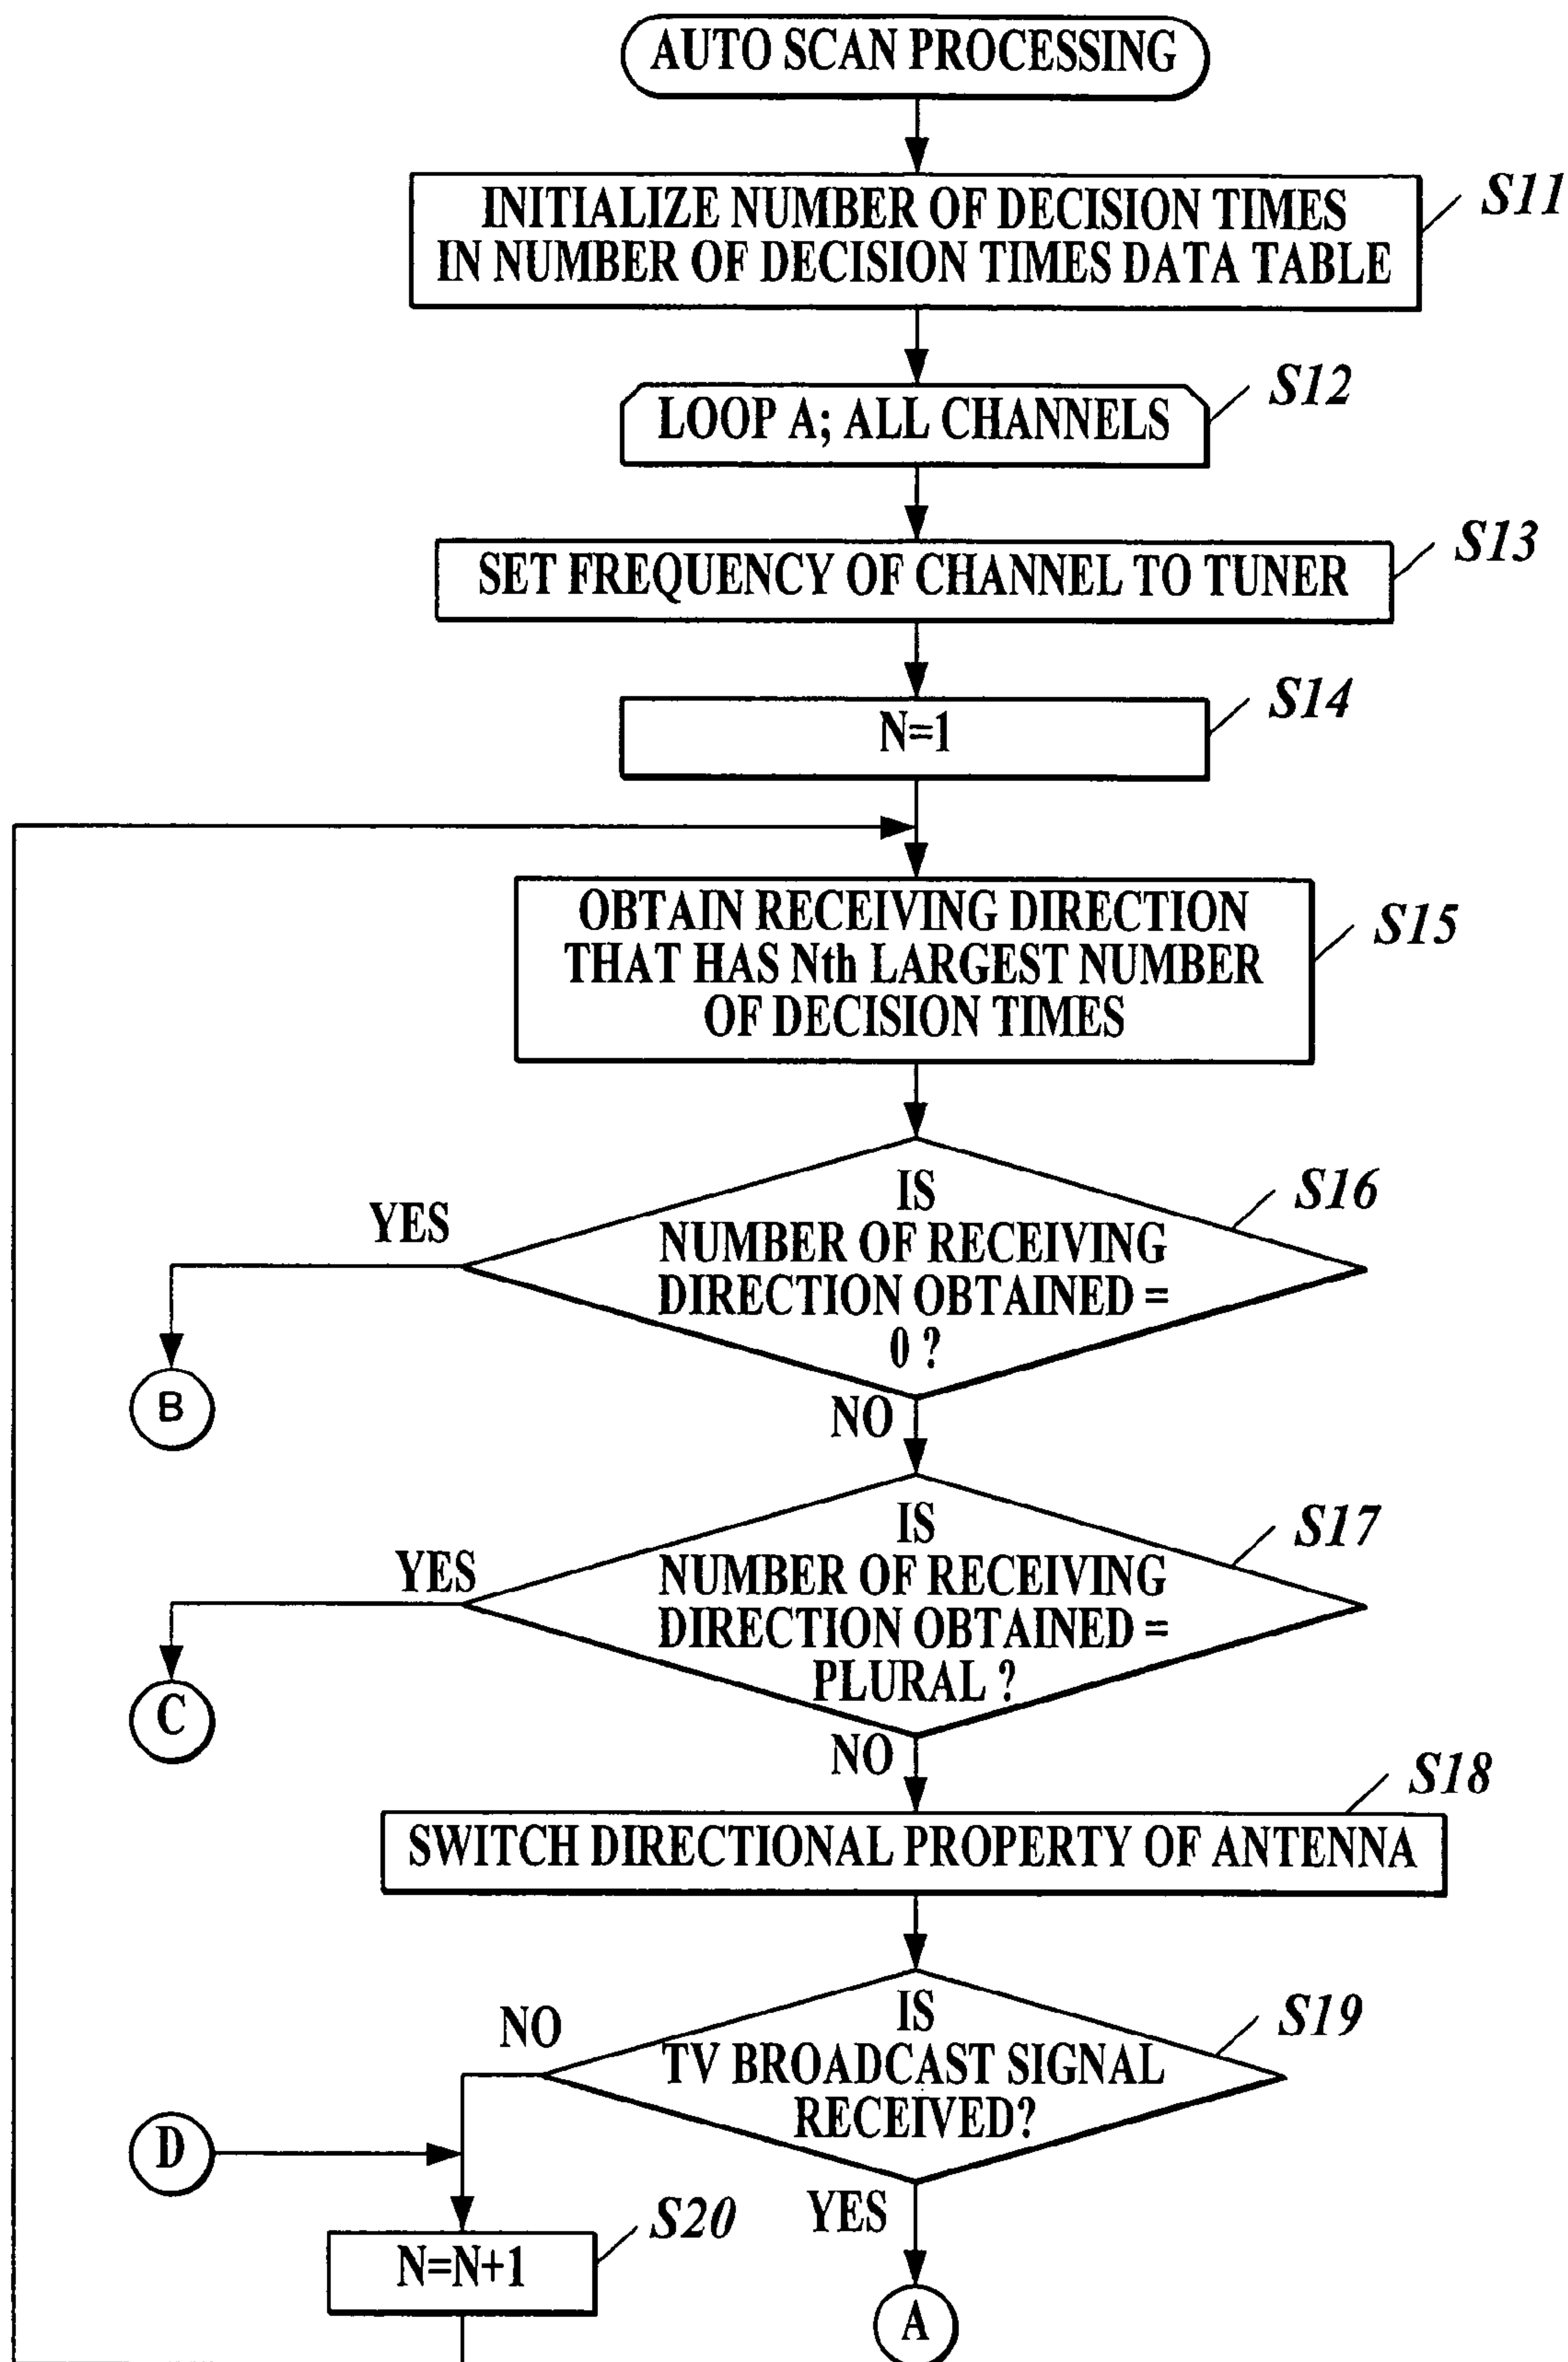 AUTO SCAN PROCESSING
INITIALIZE NUMBER OF DECISION TIMES
IN NUMBER OF DECISION TIMES DATA TABLE
S11
LOOP A; ALL CHANNELS
S12
SET FREQUENCY OF CHANNEL TO TUNER
S13
N=1
S14
OBTAIN RECEIVING DIRECTION
THAT HAS Nth LARGEST NUMBER
OF DECISION TIMES
S15
IS
NUMBER OF RECEIVING
DIRECTION OBTAINED =
0 ?
S16
YES
B
NO
IS
NUMBER OF RECEIVING
DIRECTION OBTAINED =
PLURAL ?
S17
YES
C
NO
SWITCH DIRECTIONAL PROPERTY OF ANTENNA
S18
IS
TV BROADCAST SIGNAL
RECEIVED?
S19
NO
D
YES
N=N+1
S20
A